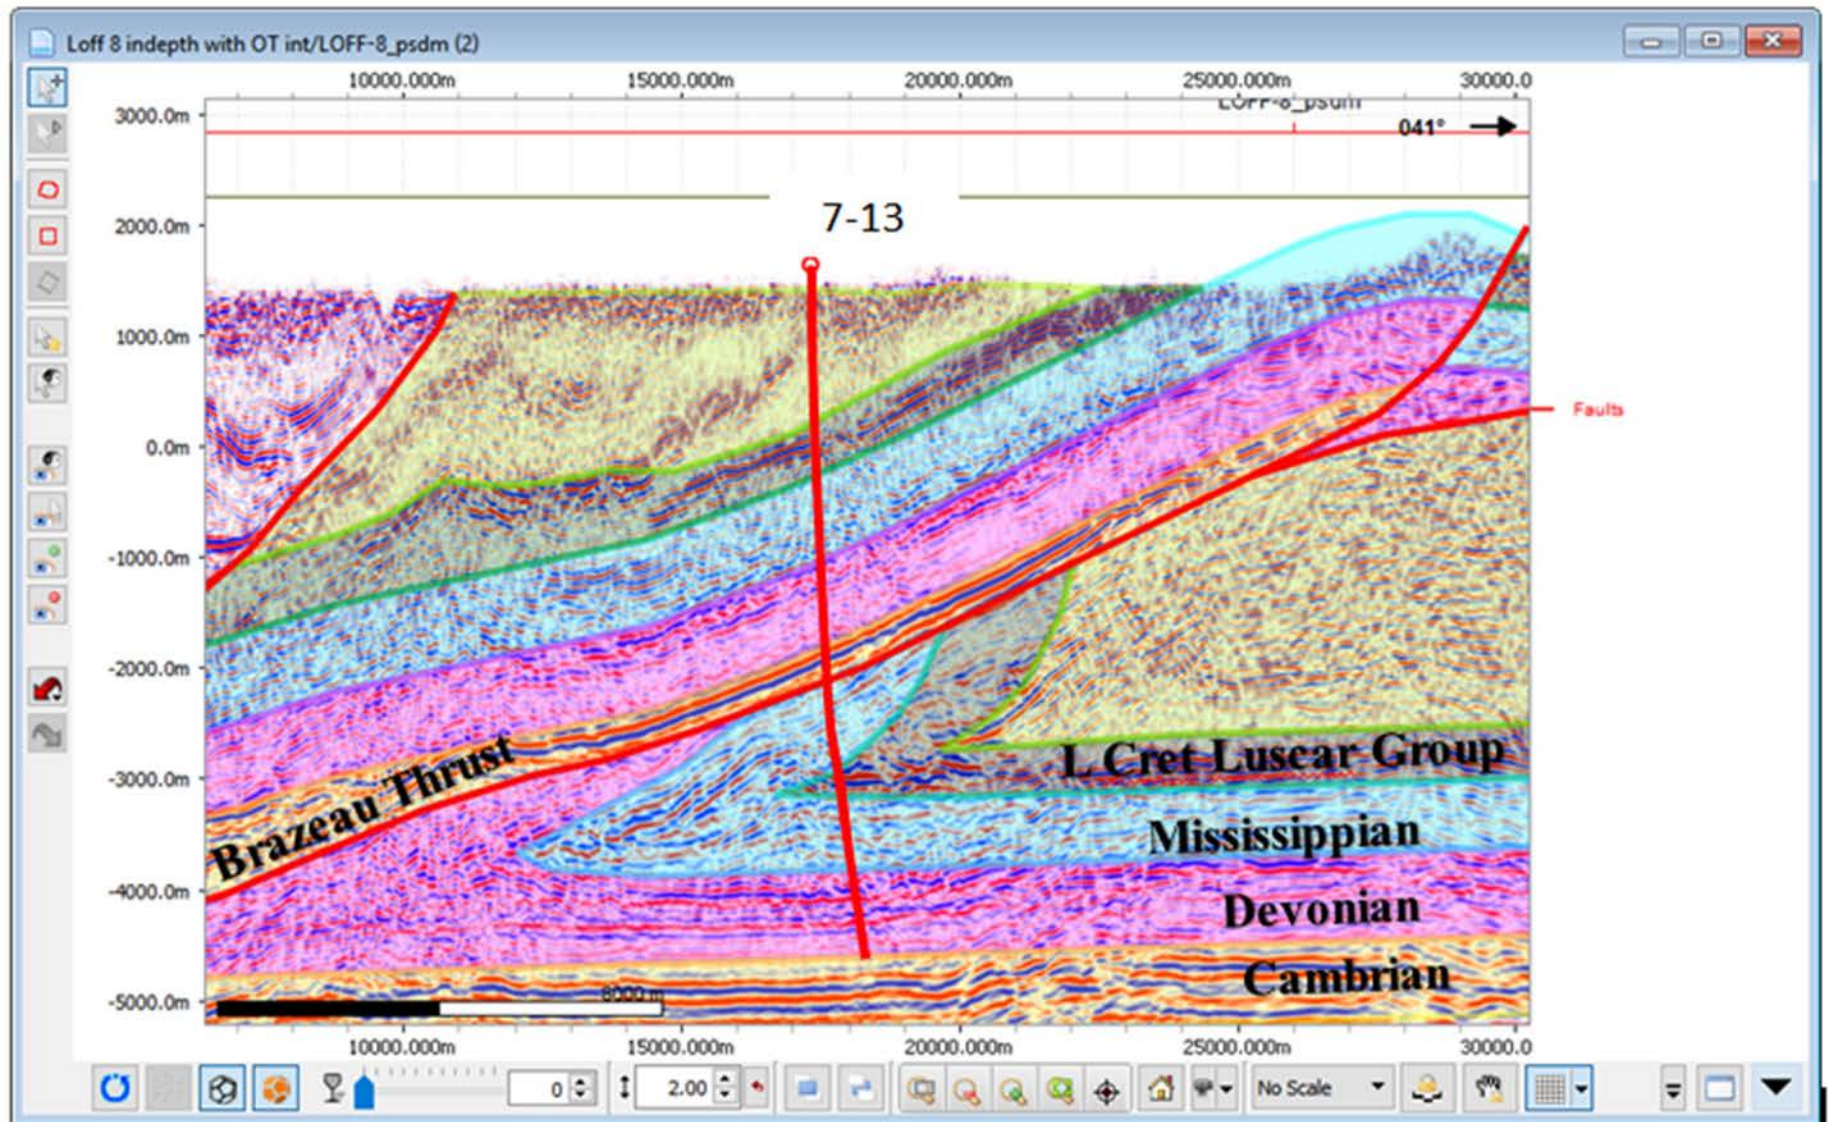 Loff 8 indepth with OT int/LOFF-8_psdm (2)
10000.000m 15000.000m 20000.000m 25000.000m 30000.0
LOFF-8_psdm
3000.0m
041°
7-13
2000.0m
1000.0m
Faults
0.0m
-1000.0m
-2000.0m
L Cret Luscar Group
-3000.0m
Brazeau Thrust
Mississippian
-4000.0m
Devonian
Cambrian
-5000.0m
8000 m
10000.000m 15000.000m 20000.000m 25000.000m 30000.0
0 2.00 No Scale